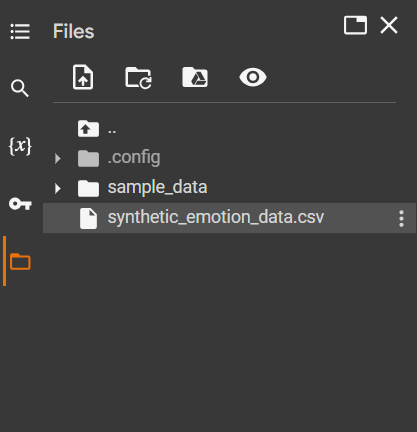 Files
{x}
..
.config
sample_data
synthetic_emotion_data.csv